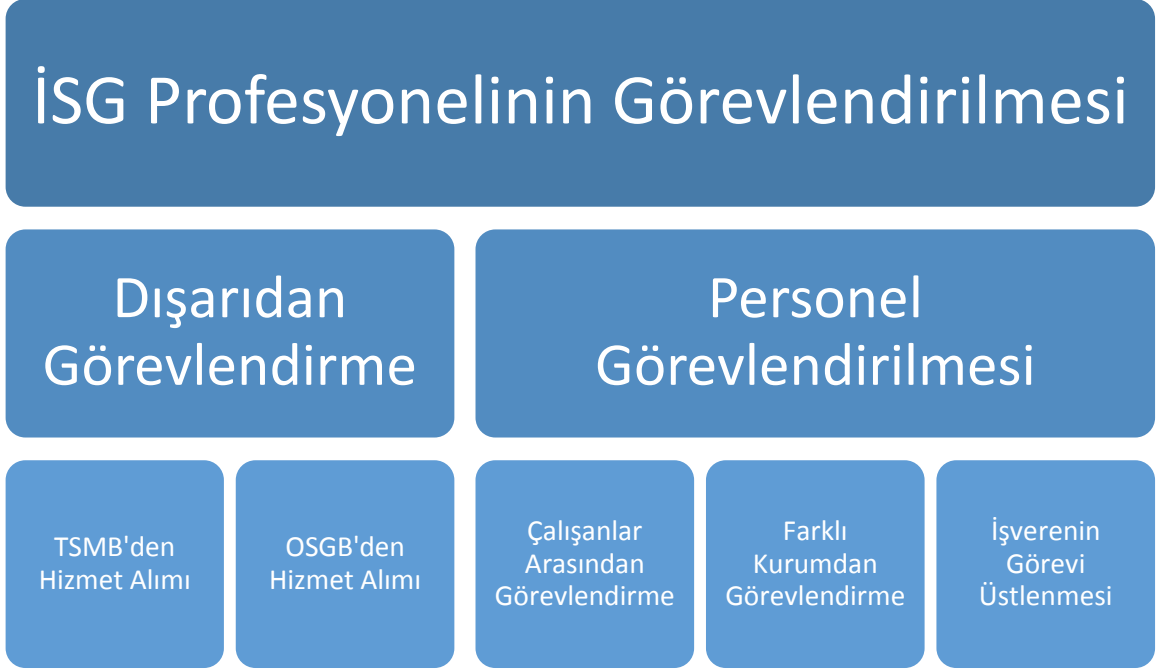 İSG Profesyonelinin Görevlendirilmesi
Dışarıdan
Görevlendirme
Personel
Görevlendirilmesi
TSMB'den
Hizmet Alımı
OSGB'den
Hizmet Alımı
Çalışanlar
Arasından
Görevlendirme
Farklı
Kurumdan
Görevlendirme
İşverenin
Görevi
Üstlenmesi